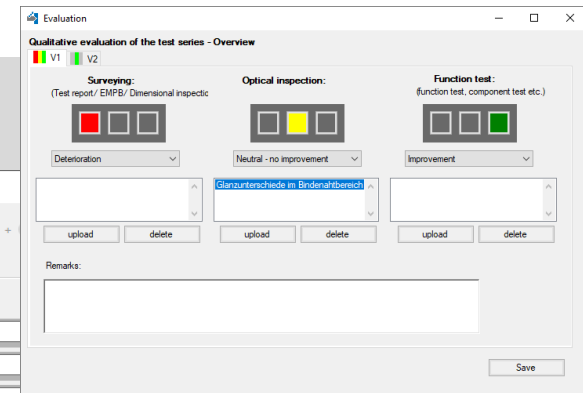 Evaluation
Qualitative evaluation of the test series - Overview
V1 V2
Surveying:
(Test report/ EMPB/ Dimensional inspectic
Optical inspection:
Function test:
(function test, component test etc.)
Deterioration
Neutral - no improvement
Improvement
Glanzunterschiede im Bindenahtbereich
upload delete upload delete upload delete
Remarks:
Save